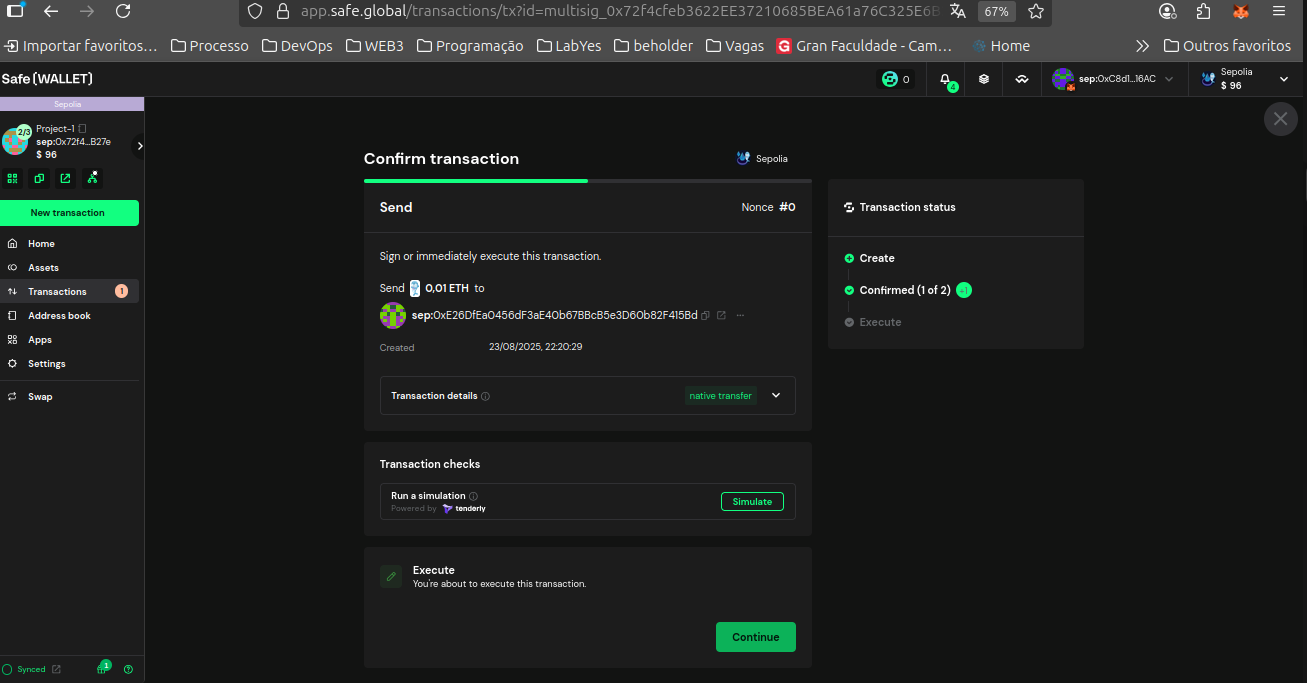 app.safe.global/transactions/tx?id=multisig_0x72f4cfeb3622EE37210685BEA61a76C325E6B
67%
Importar favoritos…
Processo
DevOps
WEB3
Programação
LabYes
beholder
Vagas
Gran Faculdade - Cam…
Home
Outros favoritos
Safe{WALLET}
0
4
sep:0xC8d1...16AC
Sepolia
$ 96
Sepolia
2/3
Project-1
sep:0x72f4...B27e
$ 96
New transaction
Home
Assets
Transactions
1
Address book
Apps
Settings
Swap
Synced
1
Confirm transaction
Sepolia
Send
Nonce #0
Sign or immediately execute this transaction.
Send 0,01 ETH to
sep:0xE26DfEa0456dF3aE40b67BBcB5e3D60b82F415Bd
Created 23/08/2025, 22:20:29
Transaction details
native transfer
Transaction checks
Run a simulation
Powered by tenderly
Simulate
Execute
You're about to execute this transaction.
Continue
Transaction status
Create
Confirmed (1 of 2) +1
Execute